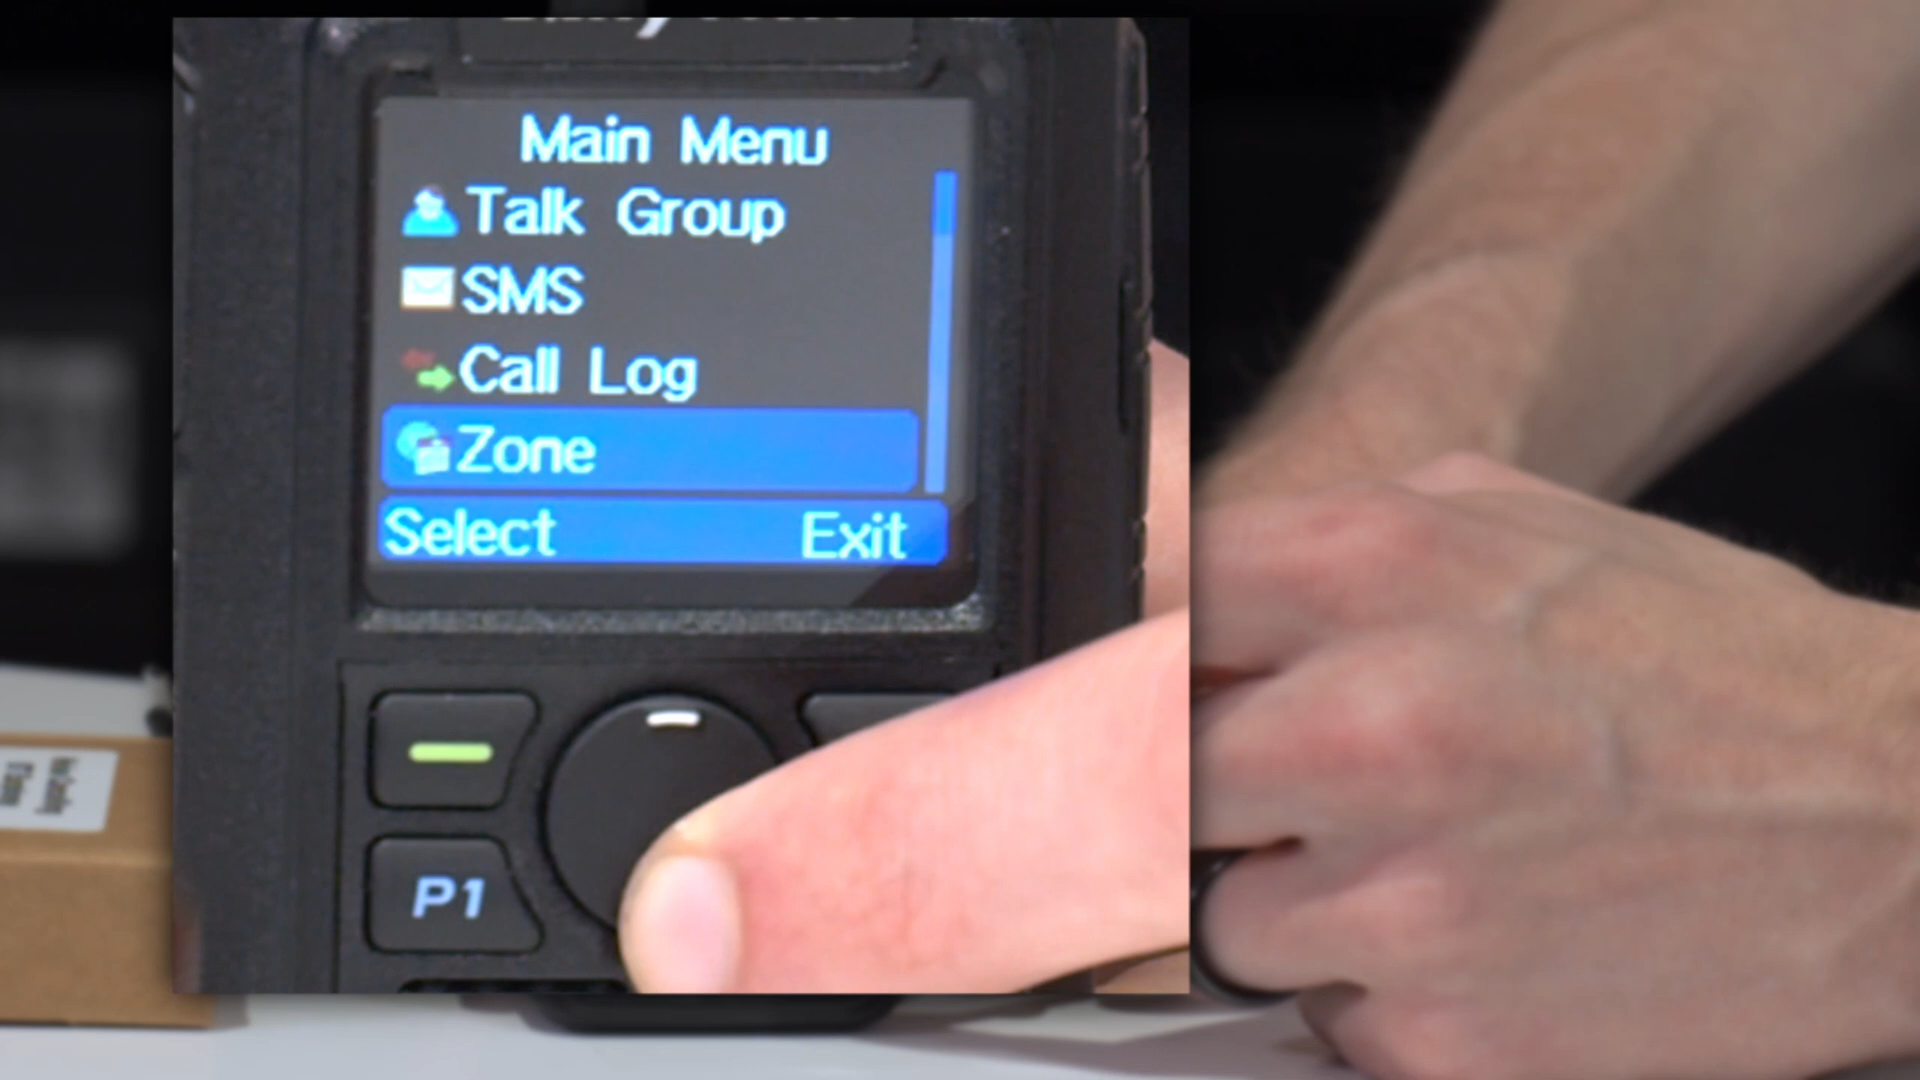 Main Menu
Talk Group
SMS
Call Log
Zone
Select Exit
P1